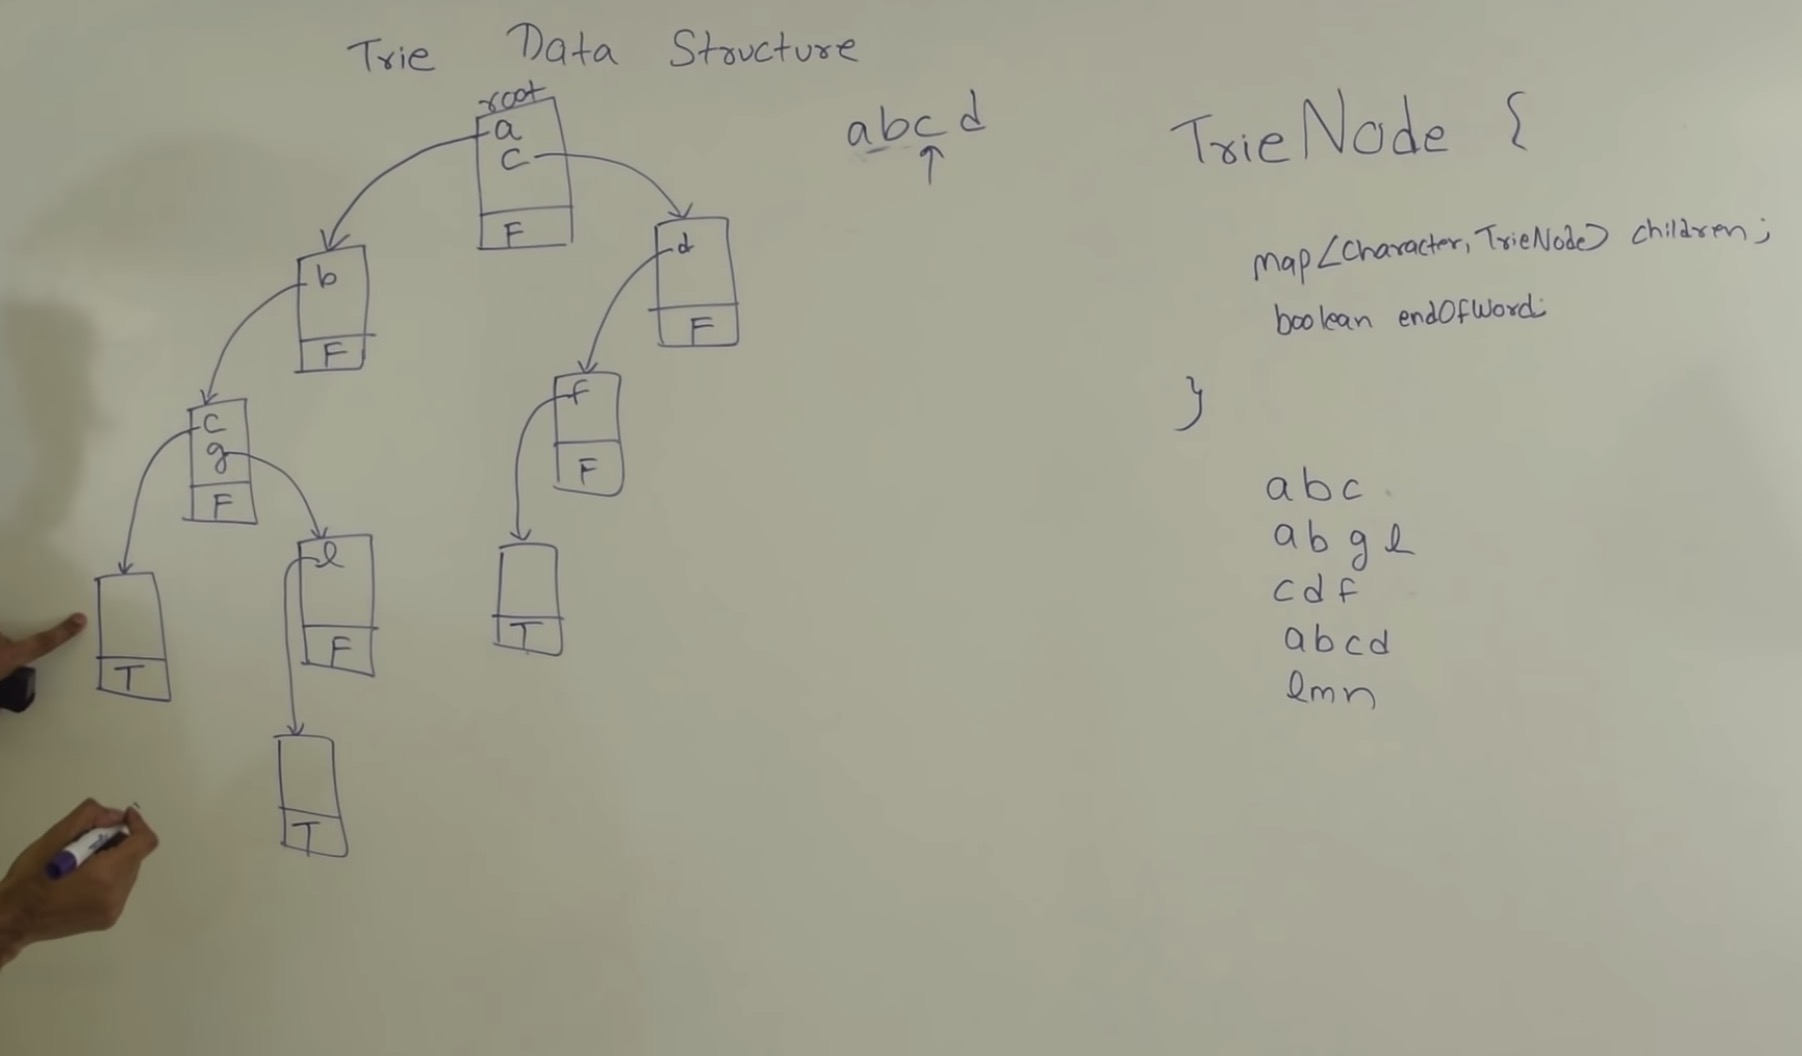 Trie Data Structure
root
a
c
F
abcd
b
F
d
F
c
g
F
f
F
T
l
F
T
T
TrieNode {
map<Character, TrieNode> children;
boolean endOfWord;
}
abc
abgl
cdf
abcd
lmn